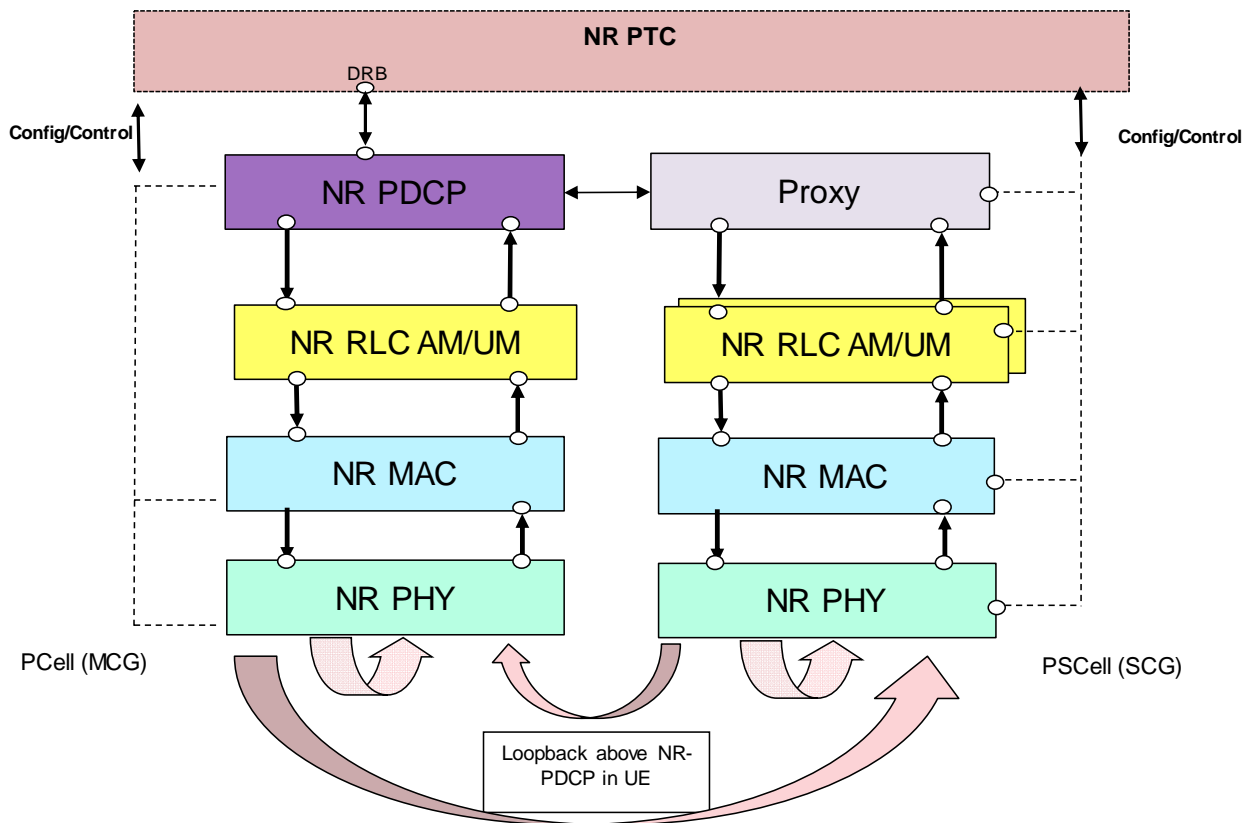 NR PTC
DRB
Config/Control
Config/Control
NR PDCP
Proxy
NR RLC AM/UM
NR RLC AM/UM
NR MAC
NR MAC
NR PHY
NR PHY
PCell (MCG)
PSCell (SCG)
Loopback above NR-
PDCP in UE